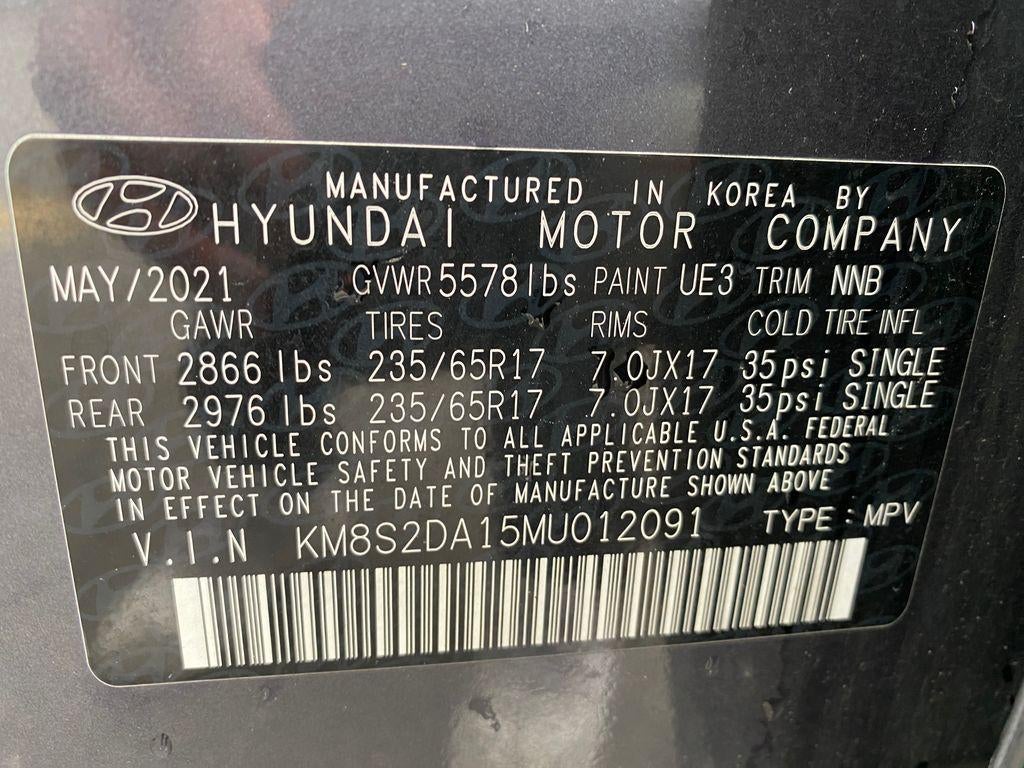 MANUFACTURED IN KOREA BY
HYUNDAI MOTOR COMPANY
MAY/2021 GVWR 5578 lbs PAINT UE3 TRIM NNB
GAWR TIRES RIMS COLD TIRE INFL
FRONT 2866 lbs 235/65R17 7.0JX17 35psi SINGLE
REAR 2976 lbs 235/65R17 7.0JX17 35psi SINGLE
THIS VEHICLE CONFORMS TO ALL APPLICABLE U.S.A. FEDERAL
MOTOR VEHICLE SAFETY AND THEFT PREVENTION STANDARDS
IN EFFECT ON THE DATE OF MANUFACTURE SHOWN ABOVE
V.I.N KM8S2DA15MU012091 TYPE : MPV